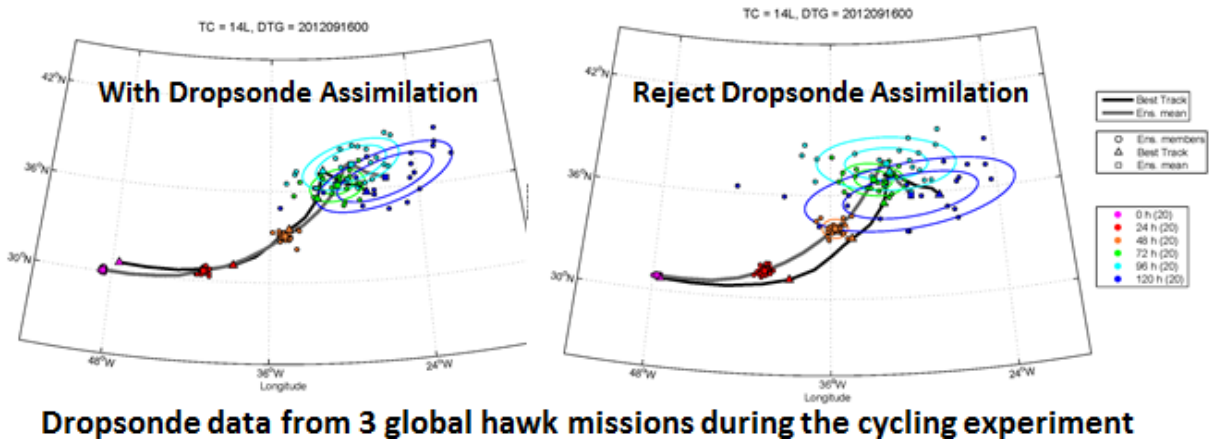 TC = 14L, DTG = 2012091600
With Dropsonde Assimilation
42°N
36°N
30°N
48°W
36°W
24°W
Longitude
TC = 14L, DTG = 2012091600
Reject Dropsonde Assimilation
42°N
36°N
30°N
48°W
36°W
24°W
Longitude
Best Track
Ens. mean
Ens. members
Best Track
Ens. mean
0 h (20)
24 h (20)
48 h (20)
72 h (20)
96 h (20)
120 h (20)
Dropsonde data from 3 global hawk missions during the cycling experiment